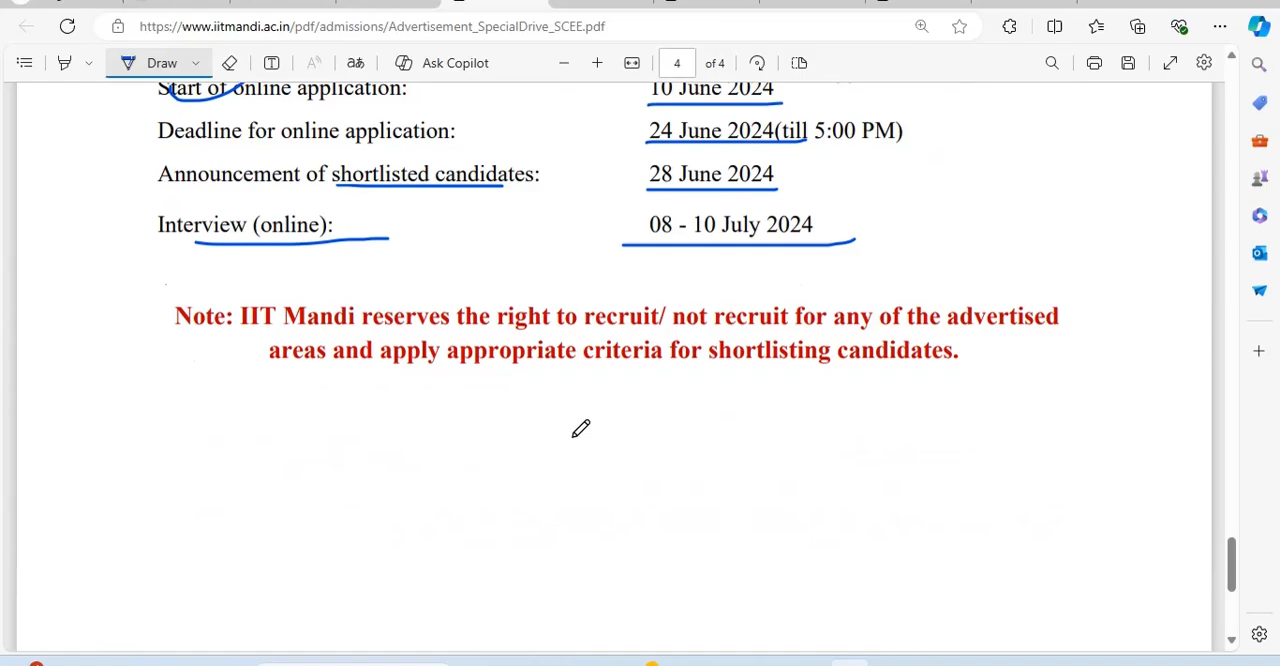 https://www.iitmandi.ac.in/pdf/admissions/Advertisement_SpecialDrive_SCEE.pdf
Draw
aあ
Ask Copilot
4
of 4
Start of online application: 10 June 2024
Deadline for online application: 24 June 2024(till 5:00 PM)
Announcement of shortlisted candidates: 28 June 2024
Interview (online): 08 - 10 July 2024
Note: IIT Mandi reserves the right to recruit/ not recruit for any of the advertised
areas and apply appropriate criteria for shortlisting candidates.